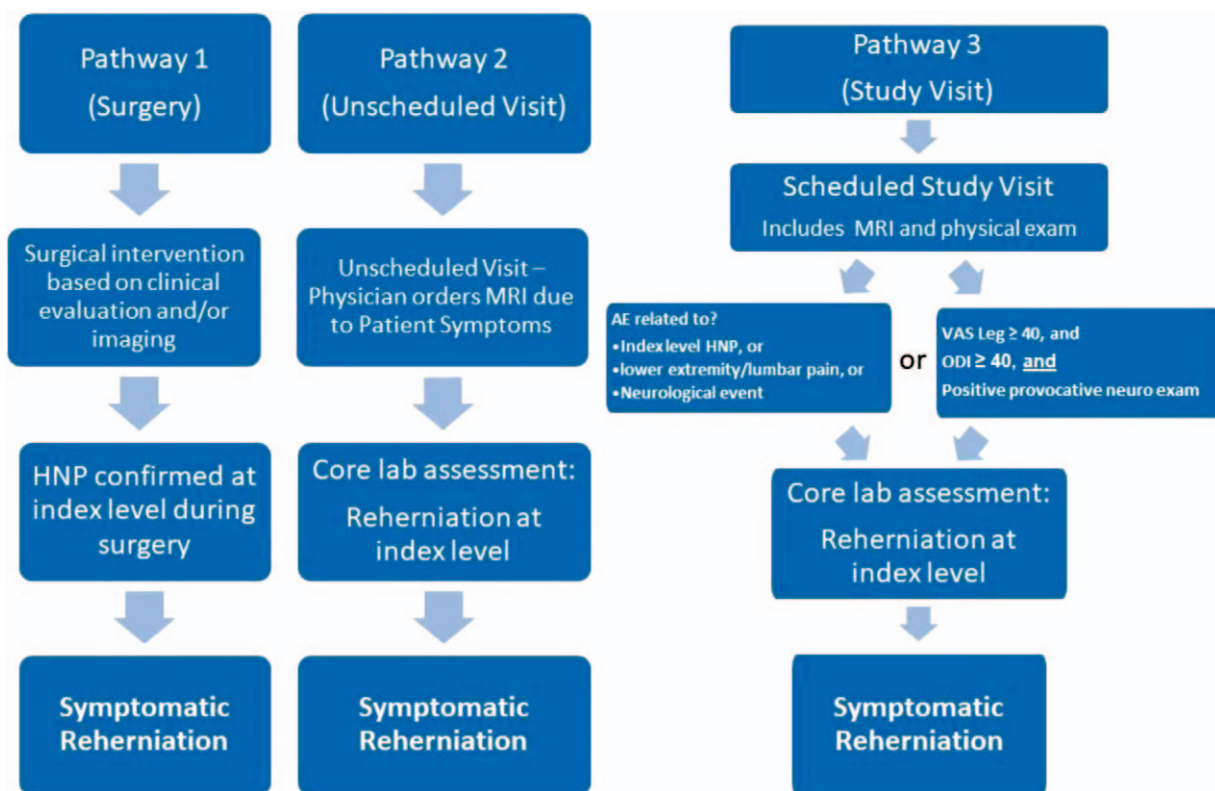 Pathway 1
(Surgery)
Surgical intervention
based on clinical
evaluation and/or
imaging
HNP confirmed at
index level during
surgery
Symptomatic
Reherniation
Pathway 2
(Unscheduled Visit)
Unscheduled Visit –
Physician orders MRI due
to Patient Symptoms
Core lab assessment:
Reherniation at
index level
Symptomatic
Reherniation
Pathway 3
(Study Visit)
Scheduled Study Visit
Includes MRI and physical exam
AE related to?
•Index level HNP, or
•lower extremity/lumbar pain, or
•Neurological event
or
VAS Leg ≥ 40, and
ODI ≥ 40, and
Positive provocative neuro exam
Core lab assessment:
Reherniation at
index level
Symptomatic
Reherniation